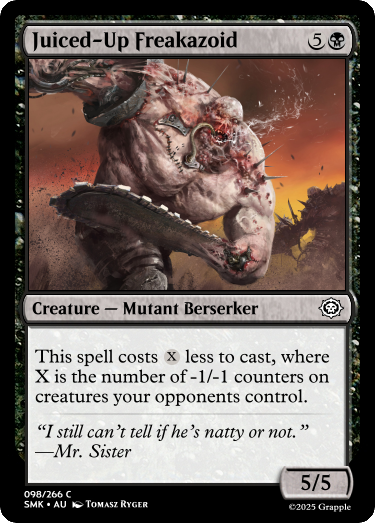 Juiced-Up Freakazoid 5
Creature — Mutant Berserker
This spell costs X less to cast, where
X is the number of -1/-1 counters on
creatures your opponents control.
“I still can’t tell if he’s natty or not.”
—Mr. Sister
5/5
098/266 C
SMK • AU Tomasz Ryger
©2025 Grapple